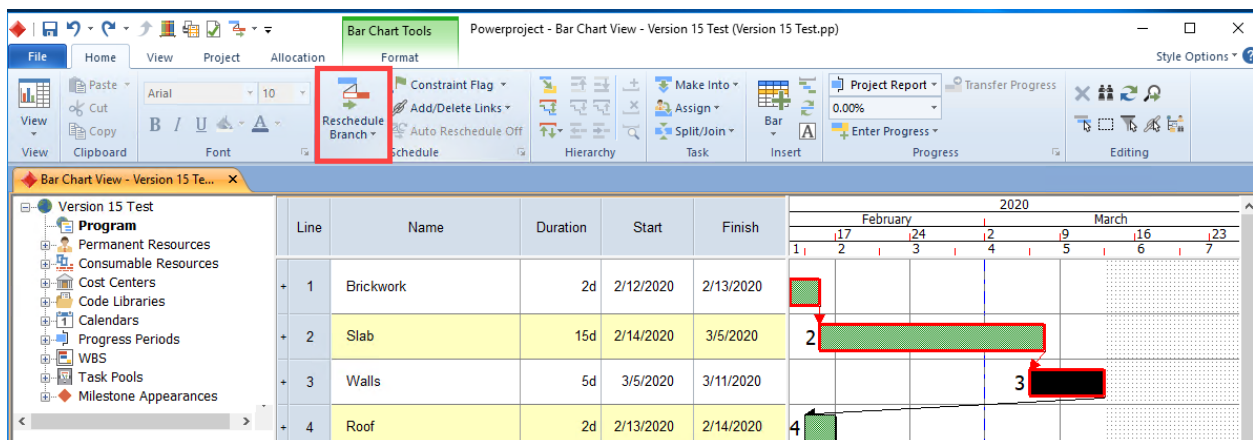 Bar Chart Tools Powerproject - Bar Chart View - Version 15 Test (Version 15 Test.pp)
File Home View Project Allocation Format Style Options
View
Paste
Cut
Copy
Arial 10
B I U A
Reschedule
Branch
Constraint Flag
Add/Delete Links
Auto Reschedule Off
Make Into
Assign
Split/Join
Bar
A
Project Report Transfer Progress
0.00%
Enter Progress
View Clipboard Font Schedule Hierarchy Task Insert Progress Editing
Bar Chart View - Version 15 Te... X
Version 15 Test
Program
Permanent Resources
Consumable Resources
Cost Centers
Code Libraries
Calendars
Progress Periods
WBS
Task Pools
Milestone Appearances
Line Name Duration Start Finish
2020
February March
17 24 2 9 16 23
1 2 3 4 5 6 7
1 Brickwork 2d 2/12/2020 2/13/2020
2 Slab 15d 2/14/2020 3/5/2020 2
3 Walls 5d 3/5/2020 3/11/2020 3
4 Roof 2d 2/13/2020 2/14/2020 4